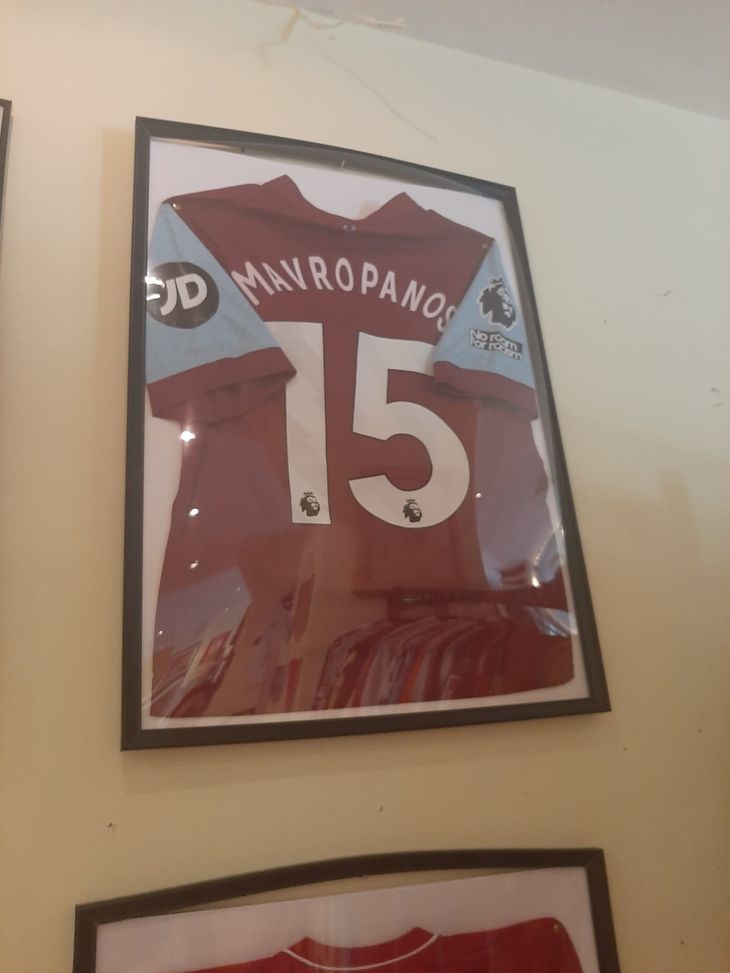 MAVROPANOS
JD
No room
for racism
15